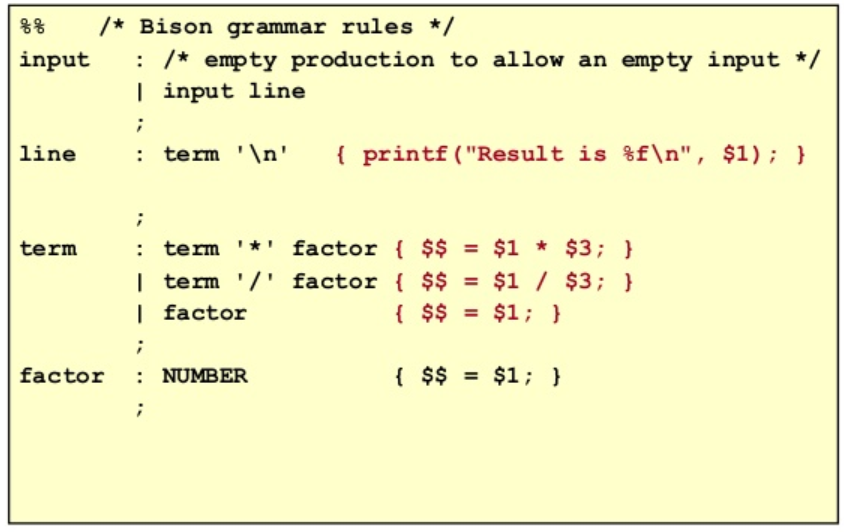 %%    /* Bison grammar rules */
input   : /* empty production to allow an empty input */
        | input line
        ;
line    : term '\n'   { printf("Result is %f\n", $1); }
        ;
term    : term '*' factor { $$ = $1 * $3; }
        | term '/' factor { $$ = $1 / $3; }
        | factor          { $$ = $1; }
        ;
factor  : NUMBER          { $$ = $1; }
        ;